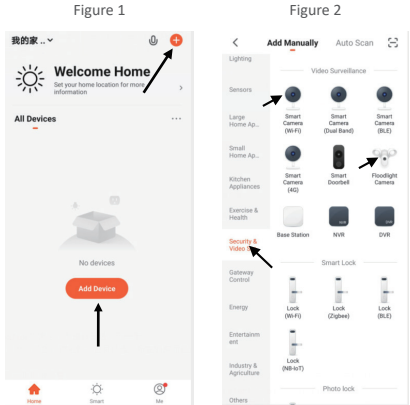 Figure 1
Figure 2
我的家 ..
Welcome Home
Set your home location for more
information
All Devices
No devices
Add Device
Home
Smart
Me
Add Manually
Auto Scan
Lighting
Sensors
Large
Home Ap...
Small
Home Ap...
Kitchen
Appliances
Exercise &
Health
Security &
Video S
Gateway
Control
Energy
Entertainm
ent
Industry &
Agriculture
Others
Video Surveillance
Smart
Camera
(Wi-Fi)
Smart
Camera
(Dual Band)
Smart
Camera
(BLE)
Smart
Camera
(4G)
Smart
Doorbell
Floodlight
Camera
Base Station
NVR
DVR
Smart Lock
Lock
(Wi-Fi)
Lock
(Zigbee)
Lock
(BLE)
Lock
(NB-IoT)
Photo lock